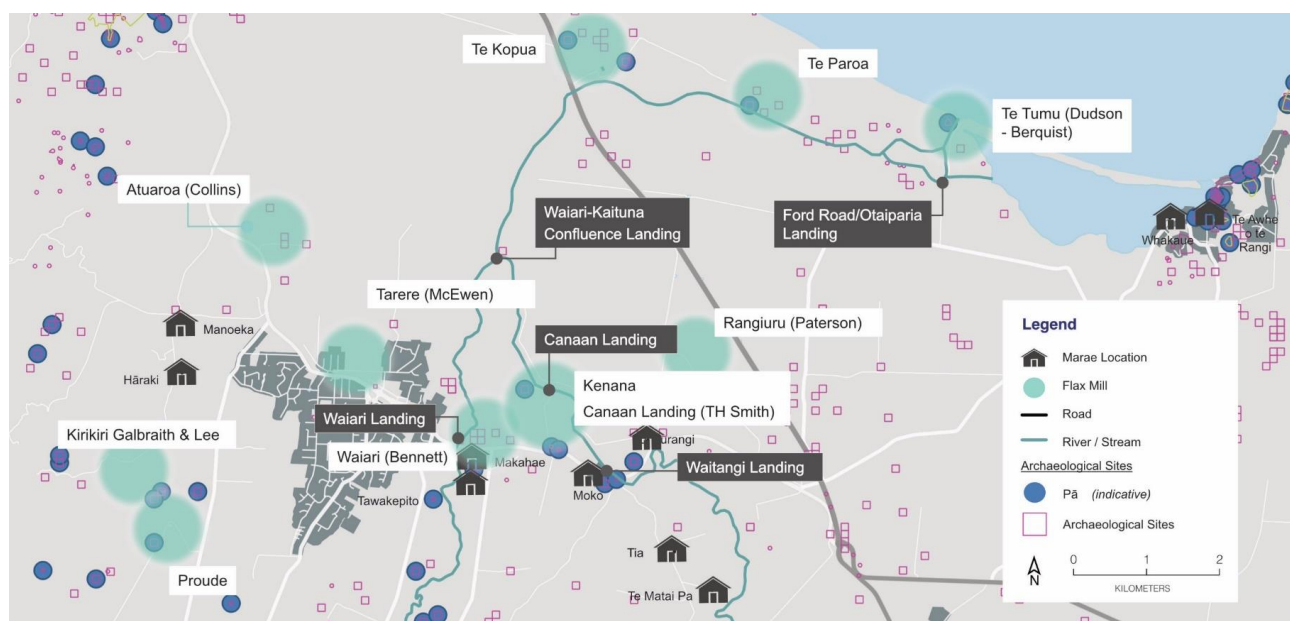 Te Kopua
Te Paroa
Te Tumu (Dudson
- Berquist)
Atuaroa (Collins)
Waiari-Kaituna
Confluence Landing
Ford Road/Otaiparia
Landing
Whakaue
Te Awhe
o te
Rangi
Tarere (McEwen)
Manoeka
Rangiuru (Paterson)
Canaan Landing
Hāraki
Kenana
Canaan Landing (TH Smith)
Waiari Landing
Kirikiri Galbraith & Lee
Waiari (Bennett)
Makahae
urangi
Waitangi Landing
Moko
Tawakepito
Tia
Proude
Te Matai Pa
Legend
Marae Location
Flax Mill
Road
River / Stream
Archaeological Sites
Pā (indicative)
Archaeological Sites
N
0 1 2
KILOMETERS